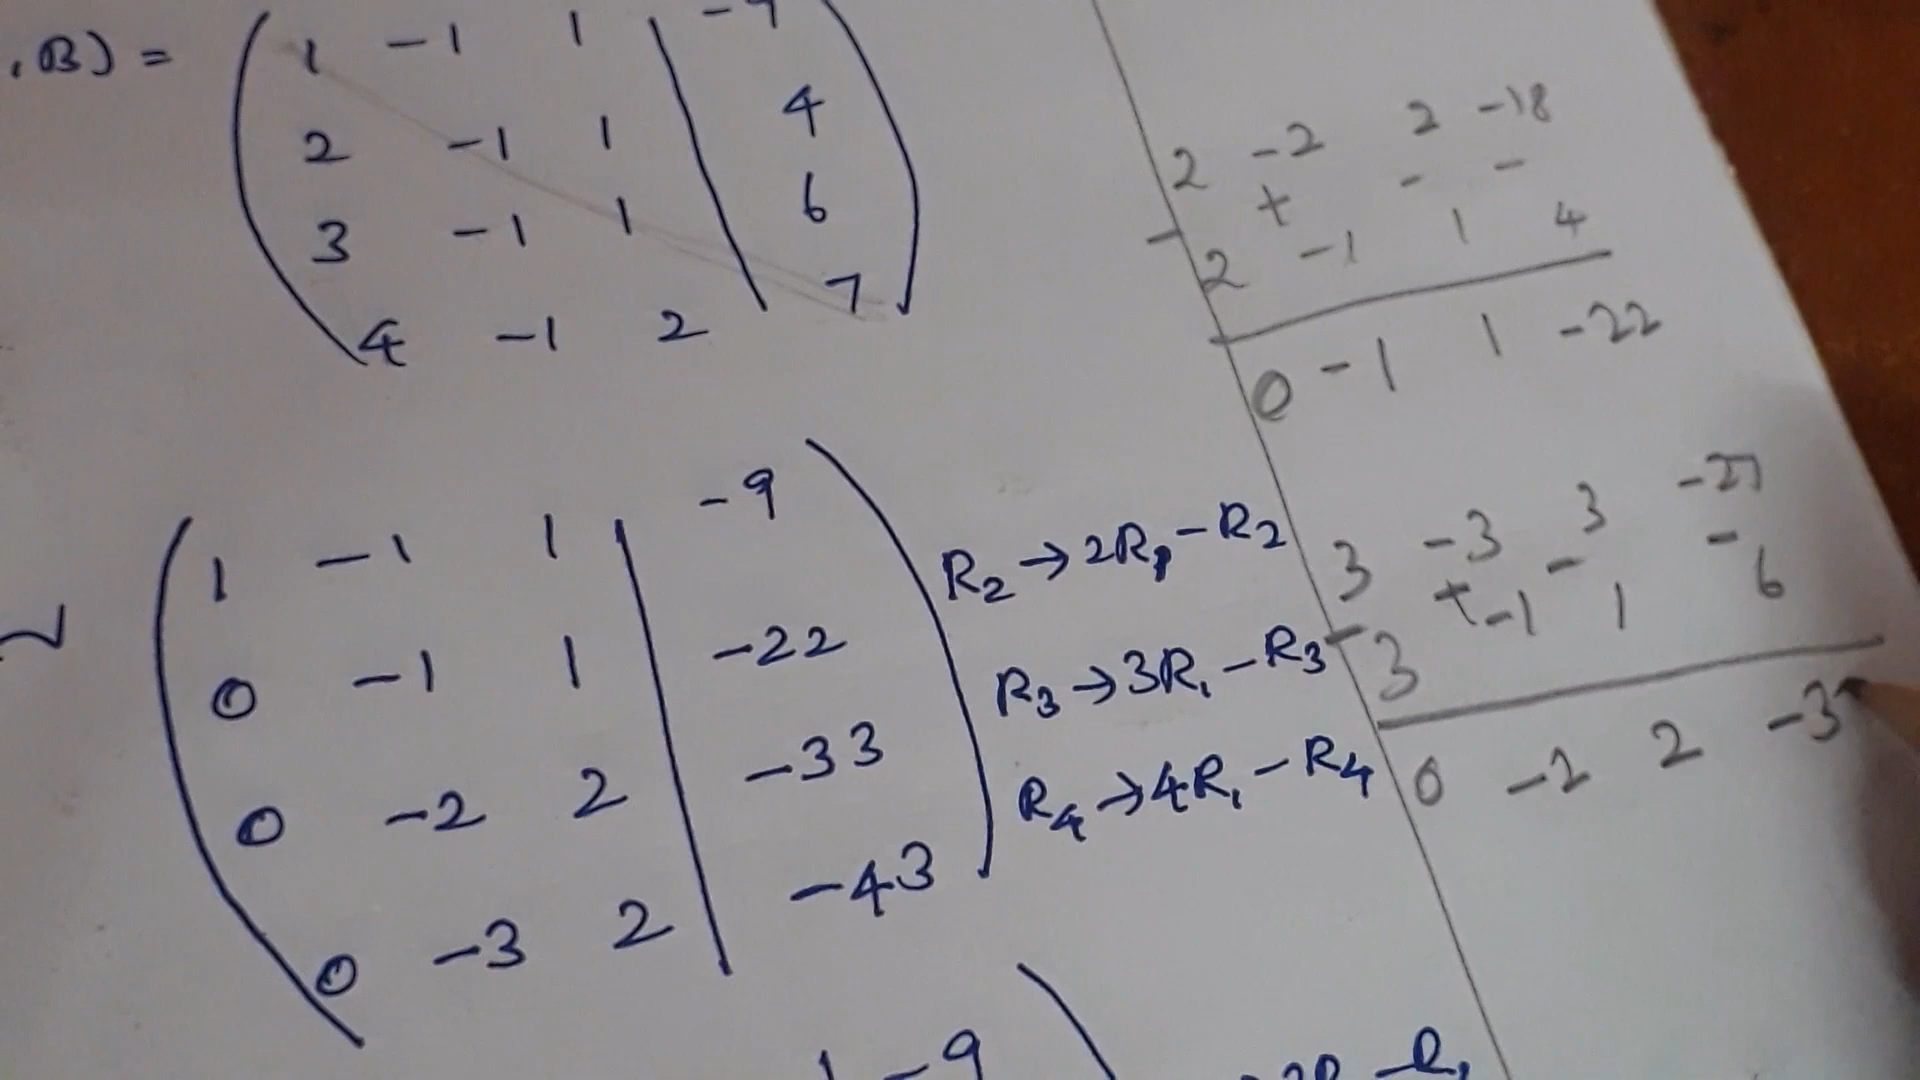 , B) = ( 1 -1 1 | -9
2 -1 1 | 4
3 -1 1 | 6
4 -1 2 | 7 )
~ ( 1 -1 1 | -9
0 -1 1 | -22
0 -2 2 | -33
0 -3 2 | -43 )
R2 → 2R1 - R2
R3 → 3R1 - R3
R4 → 4R1 - R4
1 -9
2 -2 2 -18
+ - -
- 2 -1 1 4
0 -1 1 -22
3 -3 3 -27
+ - -
- 3 -1 1 6
0 -2 2 -3